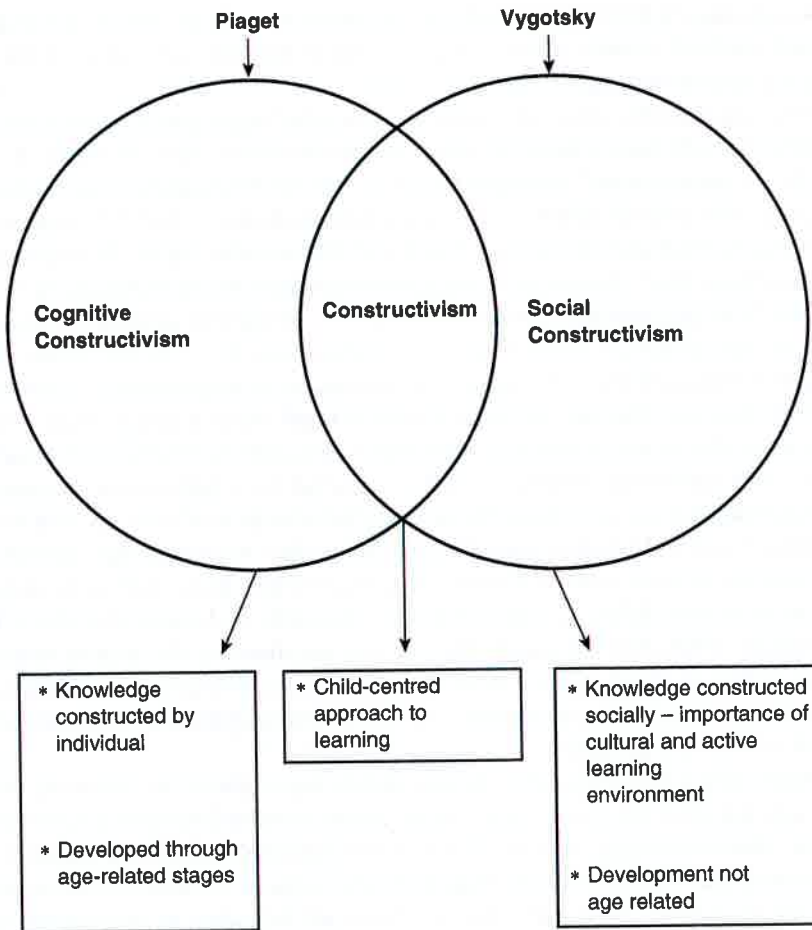 Piaget
Vygotsky
Cognitive
Constructivism
Constructivism
Social
Constructivism
* Knowledge
constructed by
individual
* Developed through
age-related stages
* Child-centred
approach to
learning
* Knowledge constructed
socially – importance of
cultural and active
learning
environment
* Development not
age related